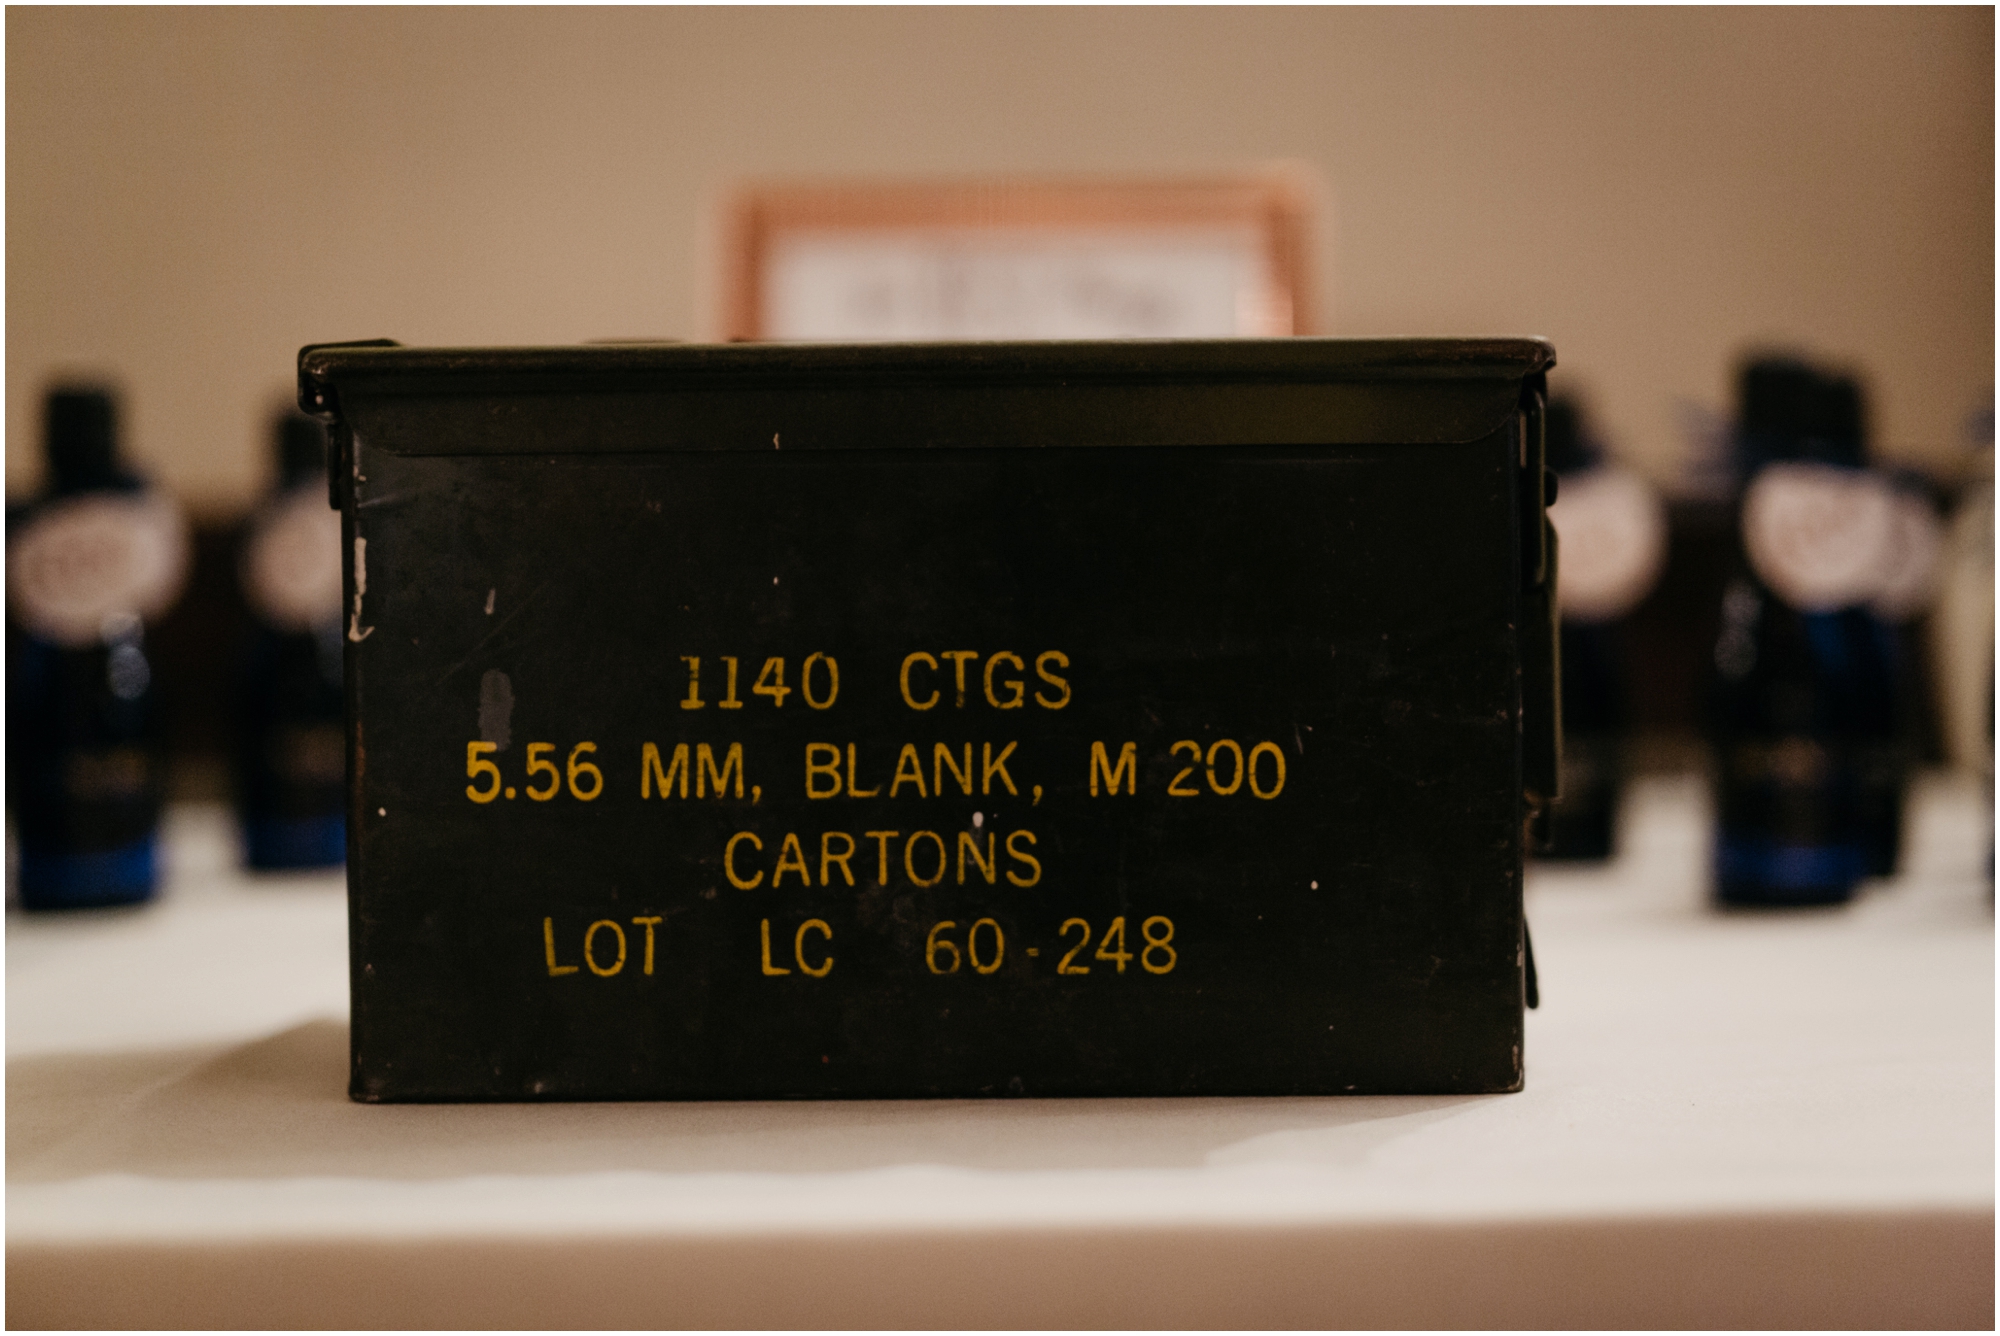 1140 CTGS
5.56 MM, BLANK, M 200
CARTONS
LOT LC 60-248